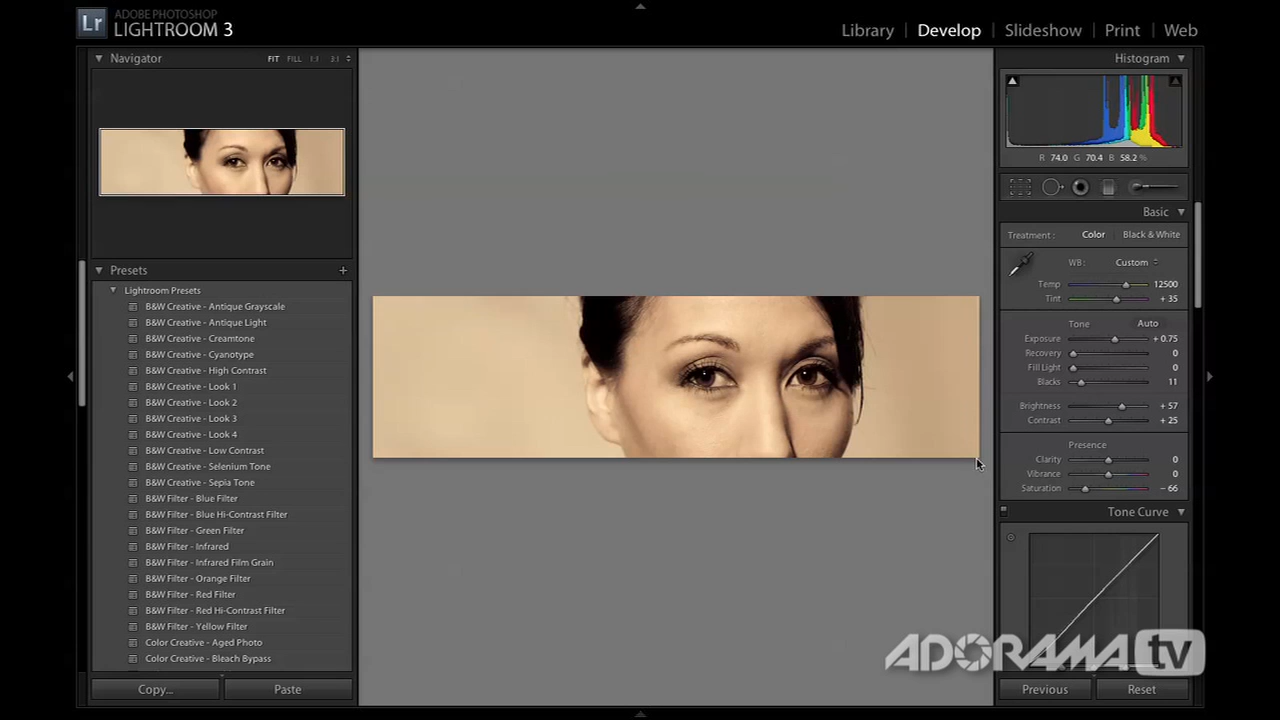 Lr
ADOBE PHOTOSHOP
LIGHTROOM 3
Library | Develop | Slideshow | Print | Web
Navigator
FIT FILL 1:1 3:1
Presets +
Lightroom Presets
B&W Creative - Antique Grayscale
B&W Creative - Antique Light
B&W Creative - Creamtone
B&W Creative - Cyanotype
B&W Creative - High Contrast
B&W Creative - Look 1
B&W Creative - Look 2
B&W Creative - Look 3
B&W Creative - Look 4
B&W Creative - Low Contrast
B&W Creative - Selenium Tone
B&W Creative - Sepia Tone
B&W Filter - Blue Filter
B&W Filter - Blue Hi-Contrast Filter
B&W Filter - Green Filter
B&W Filter - Infrared
B&W Filter - Infrared Film Grain
B&W Filter - Orange Filter
B&W Filter - Red Filter
B&W Filter - Red Hi-Contrast Filter
B&W Filter - Yellow Filter
Color Creative - Aged Photo
Color Creative - Bleach Bypass
Copy... Paste
Histogram
R 74.0 G 70.4 B 58.2 %
Basic
Treatment : Color Black & White
WB: Custom
Temp 12500
Tint + 35
Tone Auto
Exposure + 0.75
Recovery 0
Fill Light 0
Blacks 11
Brightness + 57
Contrast + 25
Presence
Clarity 0
Vibrance 0
Saturation - 66
Tone Curve
ADORAMA tv
Previous Reset